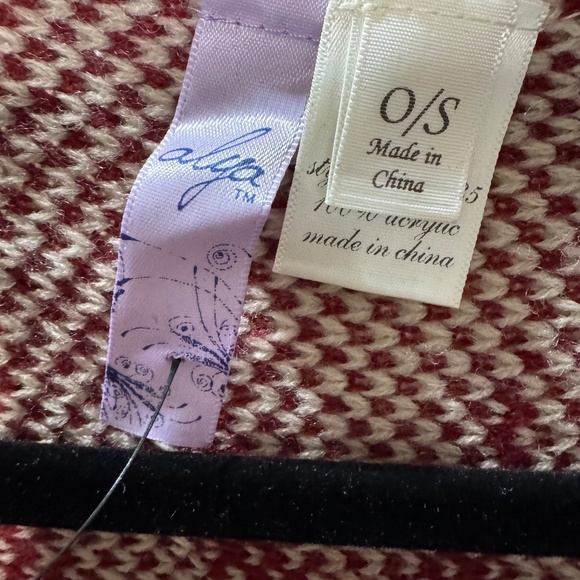 alya
TM
O/S
Made in
China
100% acrylic
made in china